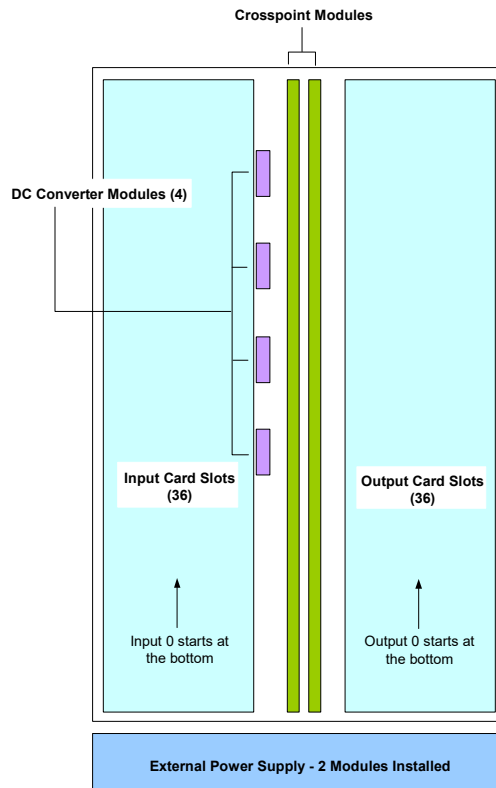 Crosspoint Modules
DC Converter Modules (4)
Input Card Slots
(36)
Output Card Slots
(36)
Input 0 starts at
the bottom
Output 0 starts at
the bottom
External Power Supply - 2 Modules Installed